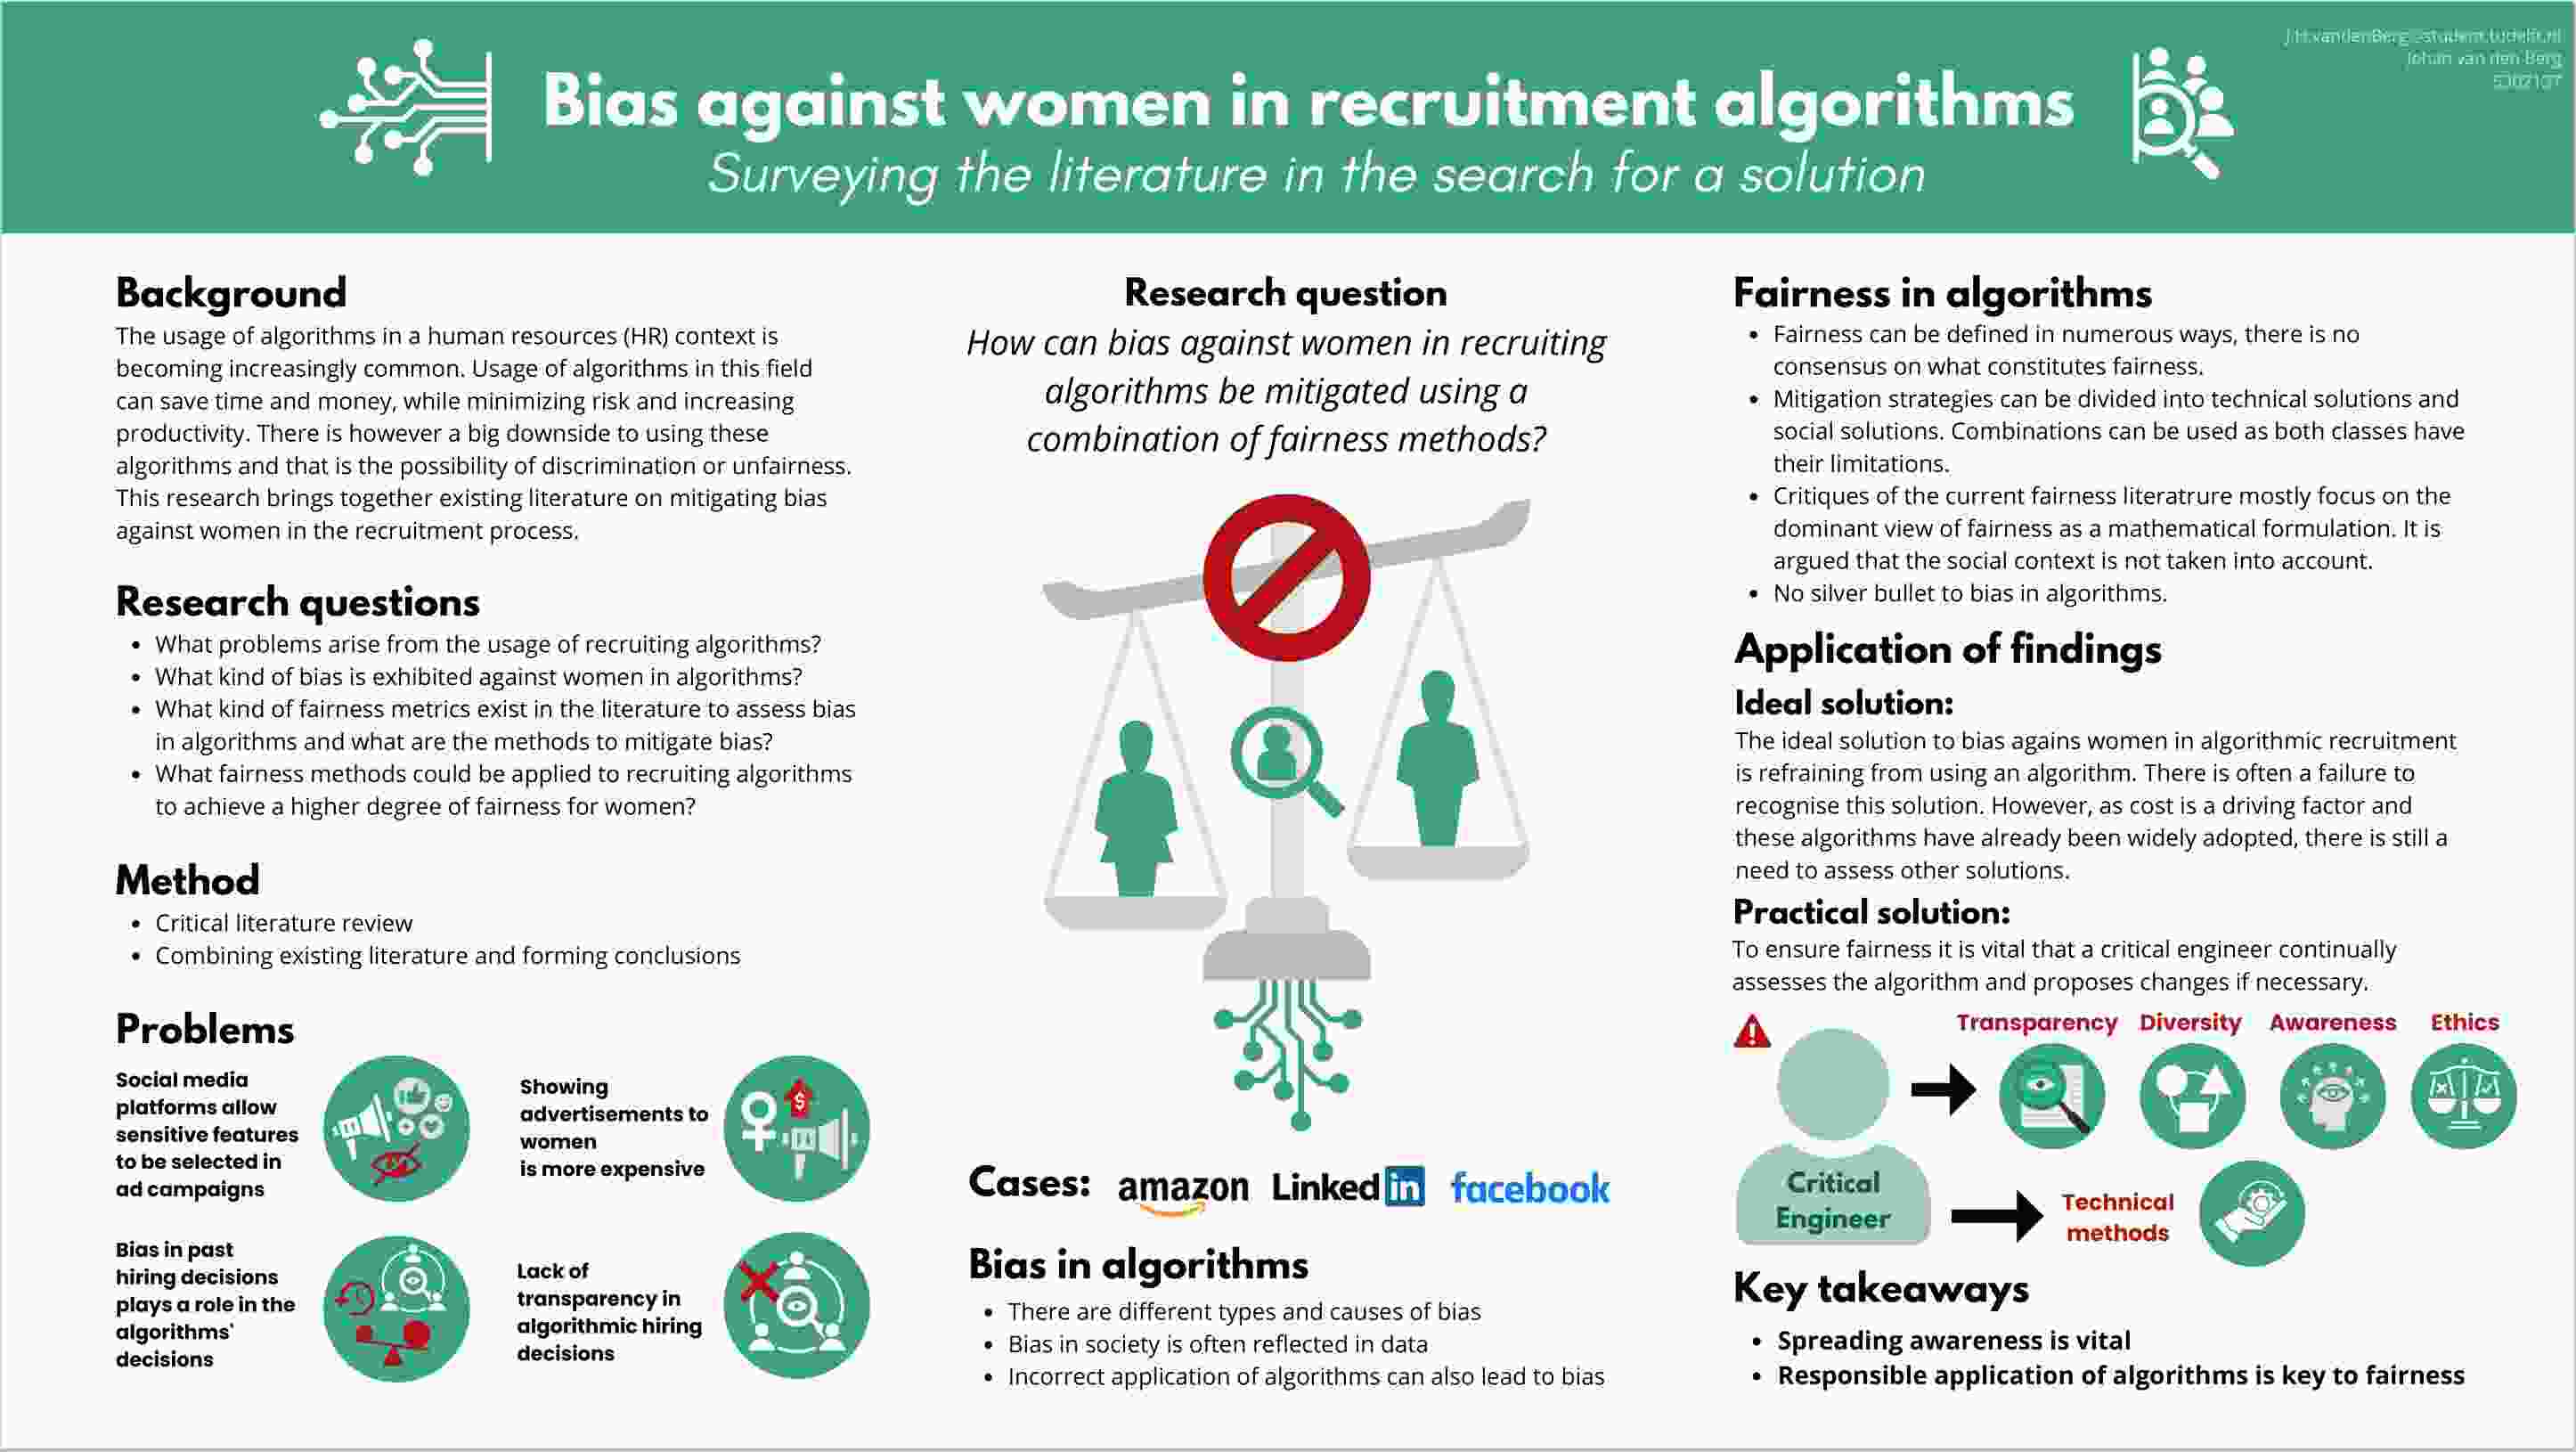 J.H.vandenBerg@student.tudelft.nl
Johan van den Berg
Bias against women in recruitment algorithms
Surveying the literature in the search for a solution
Background
The usage of algorithms in a human resources (HR) context is
becoming increasingly common. Usage of algorithms in this field
can save time and money, while minimizing risk and increasing
productivity. There is however a big downside to using these
algorithms and that is the possibility of discrimination or unfairness.
This research brings together existing literature on mitigating bias
against women in the recruitment process.
Research questions
• What problems arise from the usage of recruiting algorithms?
• What kind of bias is exhibited against women in algorithms?
• What kind of fairness metrics exist in the literature to assess bias
in algorithms and what are the methods to mitigate bias?
• What fairness methods could be applied to recruiting algorithms
to achieve a higher degree of fairness for women?
Method
• Critical literature review
• Combining existing literature and forming conclusions
Problems
Social media
platforms allow
sensitive features
to be selected in
ad campaigns
Showing
advertisements to
women
is more expensive
$
Bias in past
hiring decisions
plays a role in the
algorithms'
decisions
Lack of
transparency in
algorithmic hiring
decisions
Research question
How can bias against women in recruiting
algorithms be mitigated using a
combination of fairness methods?
Cases: amazon Linkedin facebook
Bias in algorithms
• There are different types and causes of bias
• Bias in society is often reflected in data
• Incorrect application of algorithms can also lead to bias
Fairness in algorithms
• Fairness can be defined in numerous ways, there is no
consensus on what constitutes fairness.
• Mitigation strategies can be divided into technical solutions and
social solutions. Combinations can be used as both classes have
their limitations.
• Critiques of the current fairness literatrure mostly focus on the
dominant view of fairness as a mathematical formulation. It is
argued that the social context is not taken into account.
• No silver bullet to bias in algorithms.
Application of findings
Ideal solution:
The ideal solution to bias agains women in algorithmic recruitment
is refraining from using an algorithm. There is often a failure to
recognise this solution. However, as cost is a driving factor and
these algorithms have already been widely adopted, there is still a
need to assess other solutions.
Practical solution:
To ensure fairness it is vital that a critical engineer continually
assesses the algorithm and proposes changes if necessary.
Transparency Diversity Awareness Ethics
Critical
Engineer
Technical
methods
Key takeaways
• Spreading awareness is vital
• Responsible application of algorithms is key to fairness